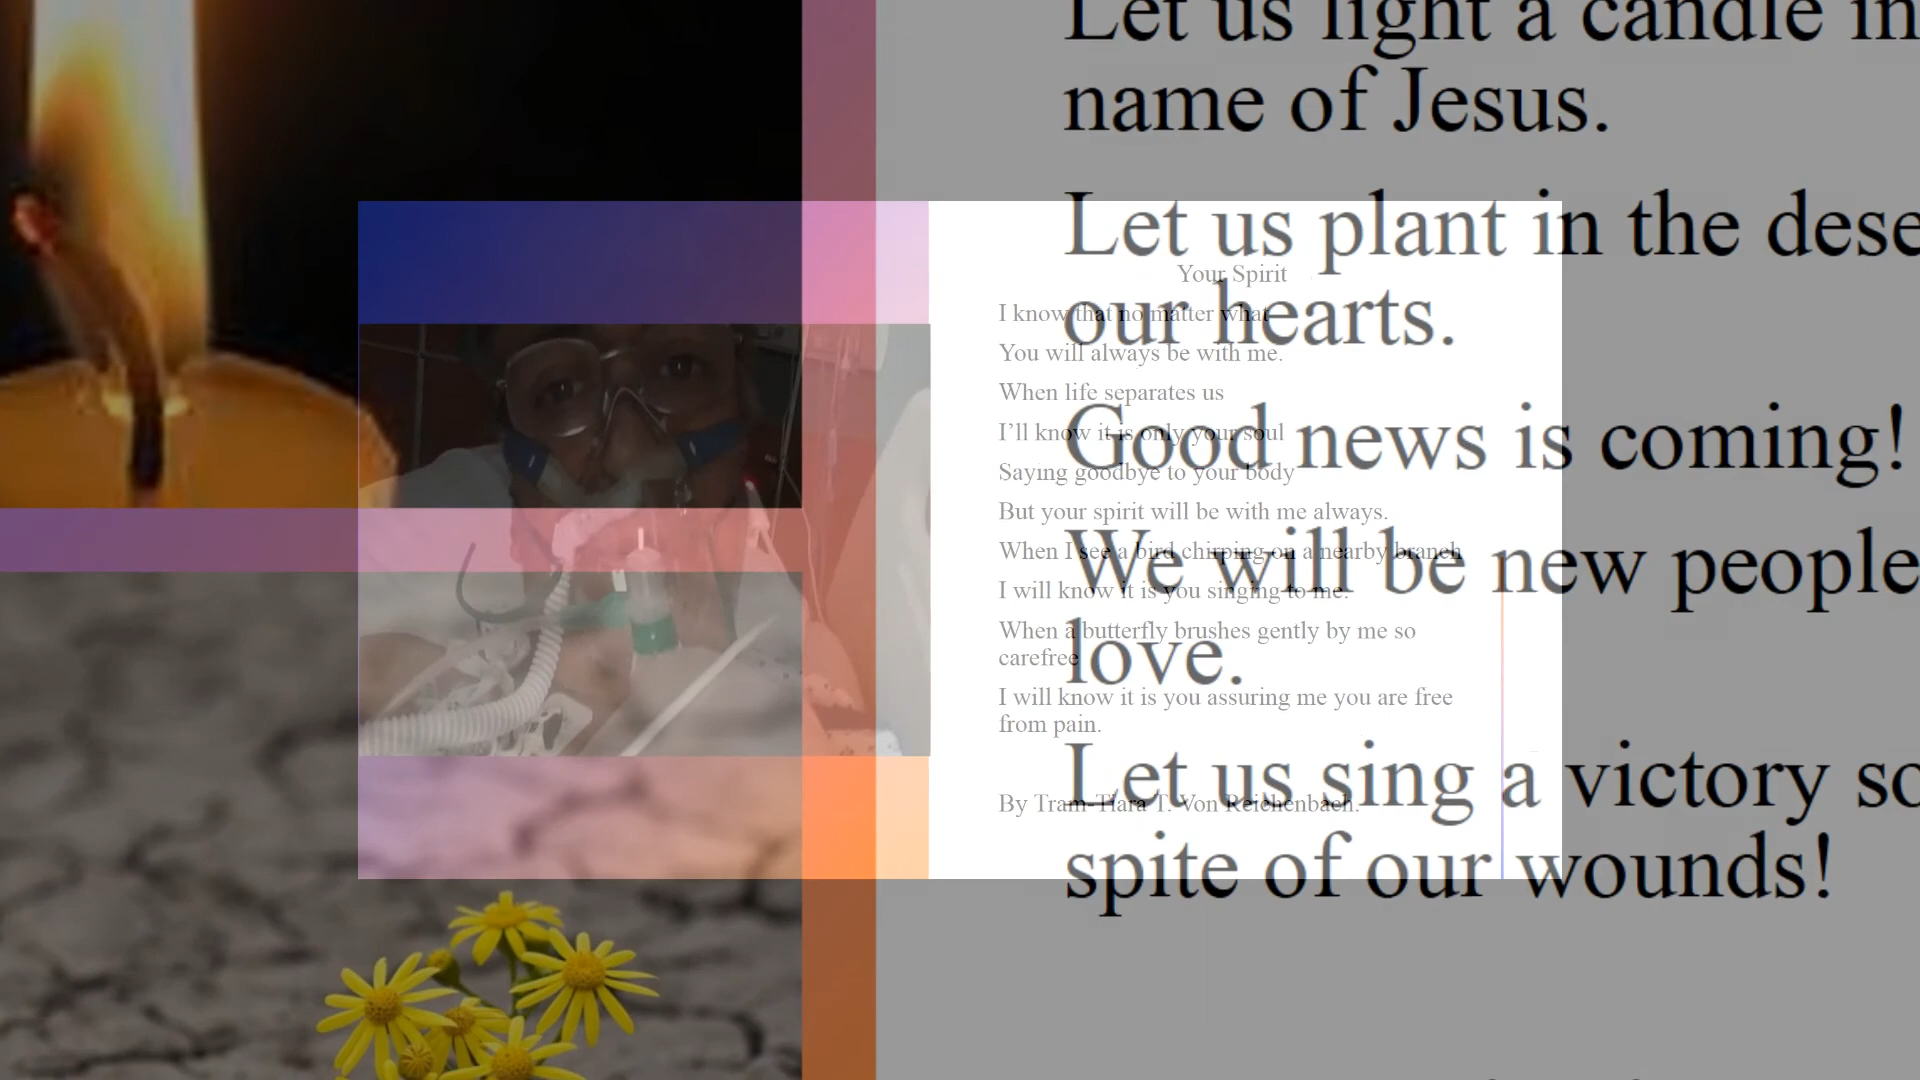 Let us light a candle in
name of Jesus.
Let us plant in the dese
our hearts.
Good news is coming!
We will be new people
love.
Let us sing a victory so
spite of our wounds!
Your Spirit
I know that no matter what
You will always be with me.
When life separates us
I’ll know it is only your soul
Saying goodbye to your body
But your spirit will be with me always.
When I see a bird chirping on a nearby branch
I will know it is you singing to me.
When a butterfly brushes gently by me so
carefree
I will know it is you assuring me you are free
from pain.
By Tram-Tiara T. Von Reichenbach.